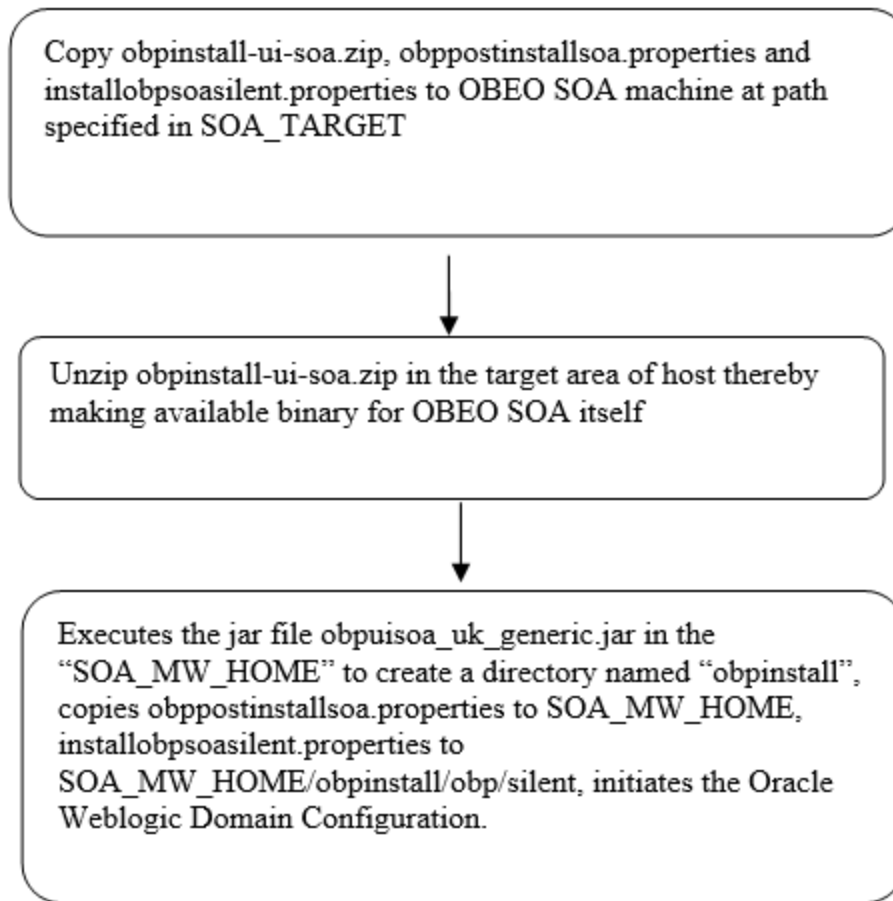 Copy obpinstall-ui-soa.zip, obppostinstallsoa.properties and
installobpsoasilent.properties to OBEO SOA machine at path
specified in SOA_TARGET
Unzip obpinstall-ui-soa.zip in the target area of host thereby
making available binary for OBEO SOA itself
Executes the jar file obpuisoa_uk_generic.jar in the
“SOA_MW_HOME” to create a directory named “obpinstall”,
copies obppostinstallsoa.properties to SOA_MW_HOME,
installobpsoasilent.properties to
SOA_MW_HOME/obpinstall/obp/silent, initiates the Oracle
Weblogic Domain Configuration.